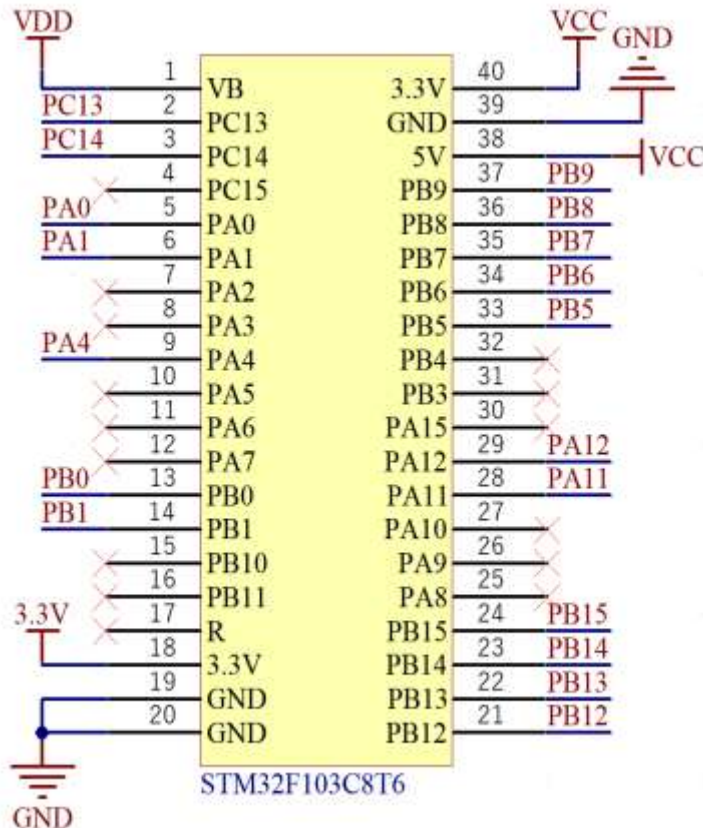 VDD
VCC
GND
1 VB 3.3V 40
PC13 2 PC13 GND 39
PC14 3 PC14 5V 38 VCC
4 PC15 PB9 37 PB9
PA0 5 PA0 PB8 36 PB8
PA1 6 PA1 PB7 35 PB7
7 PA2 PB6 34 PB6
8 PA3 PB5 33 PB5
PA4 9 PA4 PB4 32
10 PA5 PB3 31
11 PA6 PA15 30
12 PA7 PA12 29 PA12
PB0 13 PB0 PA11 28 PA11
PB1 14 PB1 PA10 27
15 PB10 PA9 26
16 PB11 PA8 25
3.3V 17 R PB15 24 PB15
18 3.3V PB14 23 PB14
19 GND PB13 22 PB13
20 GND PB12 21 PB12
STM32F103C8T6
GND